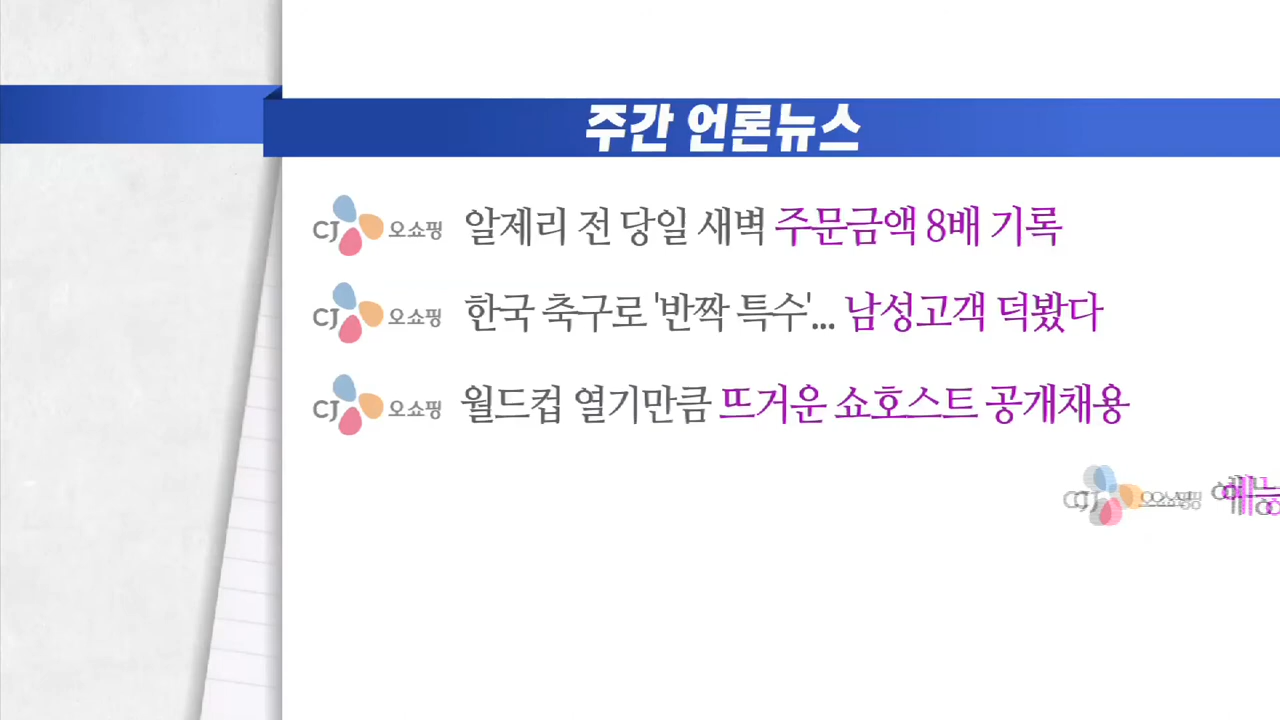 주간 언론뉴스
CJ 오쇼핑 알제리 전 당일 새벽 주문금액 8배 기록
CJ 오쇼핑 한국 축구로 '반짝 특수'... 남성고객 덕봤다
CJ 오쇼핑 월드컵 열기만큼 뜨거운 쇼호스트 공개채용
CJ 오쇼핑 예능